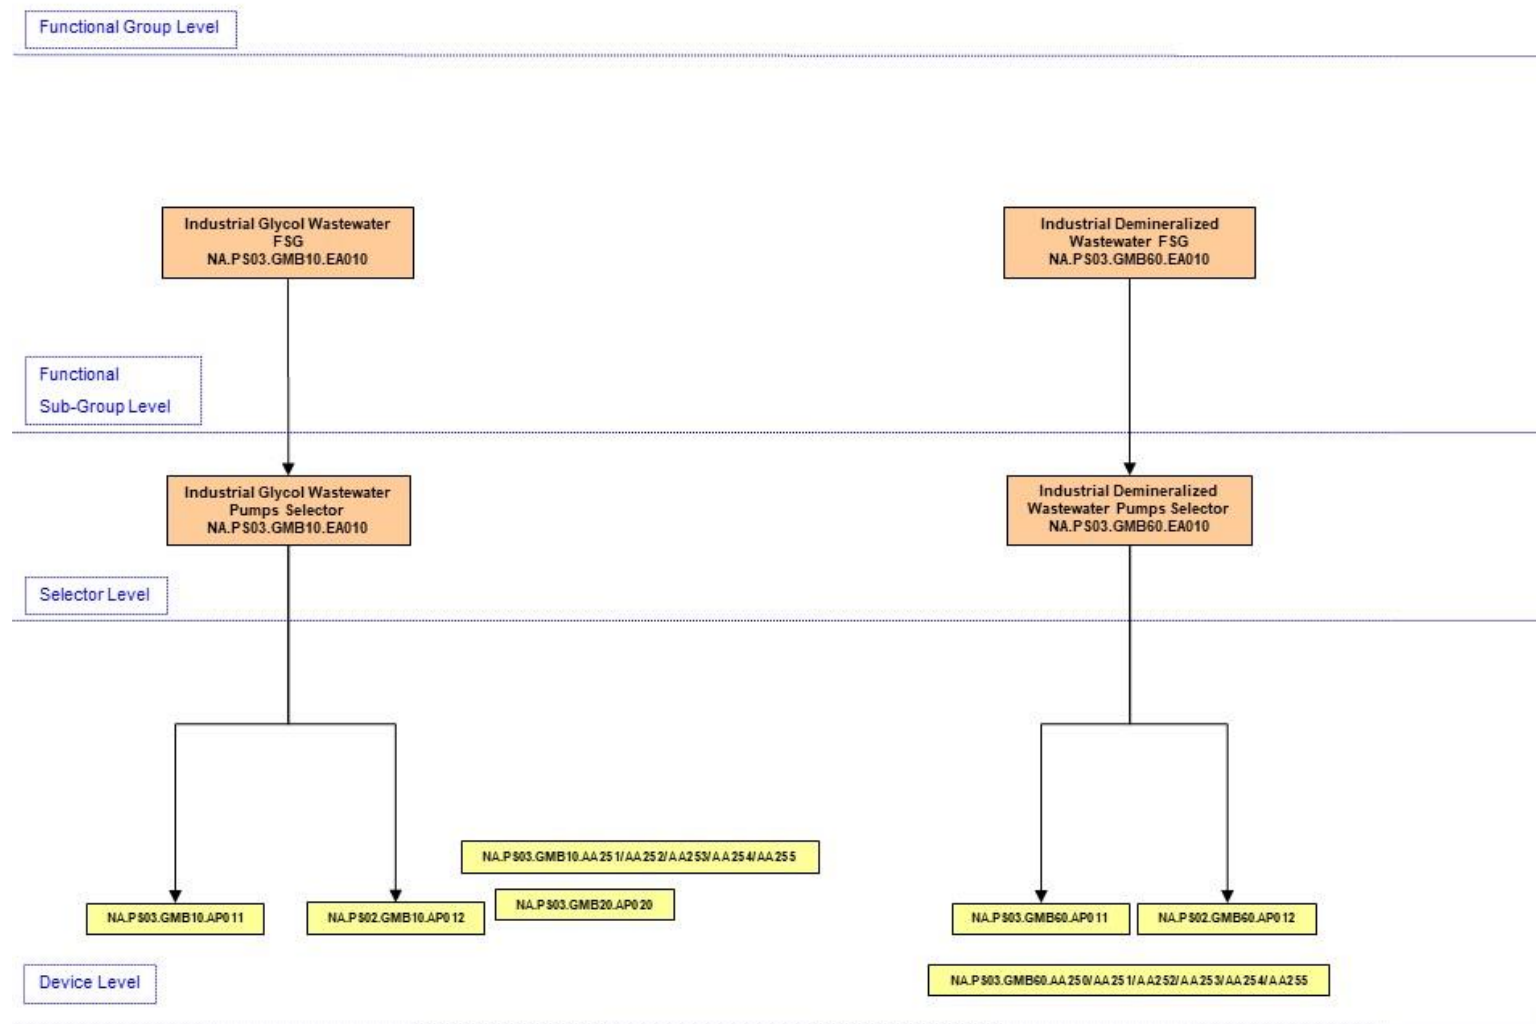 Functional Group Level
Industrial Glycol Wastewater
FSG
NA.PS03.GMB10.EA010
Industrial Demineralized
Wastewater FSG
NA.PS03.GMB60.EA010
Functional
Sub-Group Level
Industrial Glycol Wastewater
Pumps Selector
NA.PS03.GMB10.EA010
Industrial Demineralized
Wastewater Pumps Selector
NA.PS03.GMB60.EA010
Selector Level
NA.PS03.GMB10.AA251/AA252/AA253/AA254/AA255
NA.PS03.GMB10.AP011
NA.PS02.GMB10.AP012
NA.PS03.GMB20.AP020
NA.PS03.GMB60.AP011
NA.PS02.GMB60.AP012
Device Level
NA.PS03.GMB60.AA250/AA251/AA252/AA253/AA254/AA255